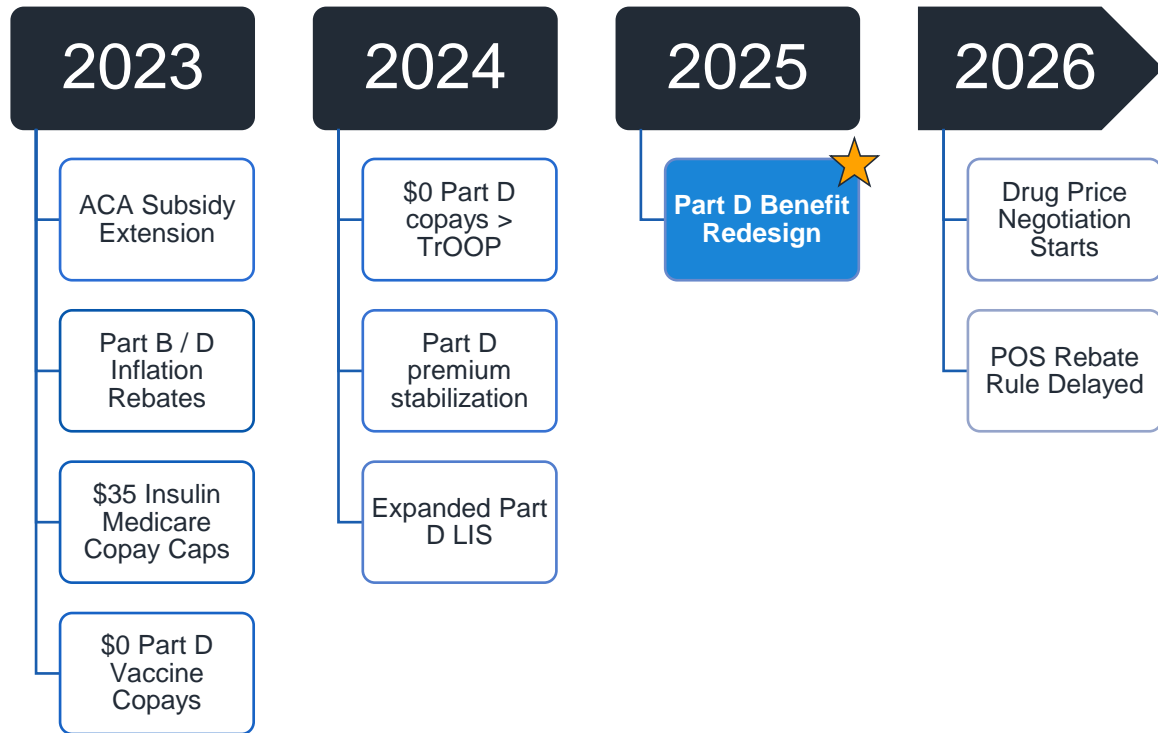 2023
ACA Subsidy
Extension
Part B / D
Inflation
Rebates
$35 Insulin
Medicare
Copay Caps
$0 Part D
Vaccine
Copays
2024
$0 Part D
copays >
TrOOP
Part D
premium
stabilization
Expanded Part
D LIS
2025
Part D Benefit
Redesign
2026
Drug Price
Negotiation
Starts
POS Rebate
Rule Delayed